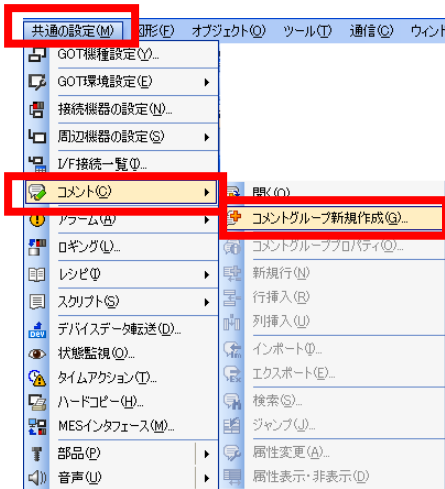 共通の設定(M) 図形(F) オブジェクト(O) ツール(T) 通信(C) ウィンド
GOT機種設定(Y)...
GOT環境設定(E)
接続機器の設定(N)...
周辺機器の設定(S)
I/F接続一覧(I)...
コメント(C)
アラーム(A)
ロギング(L)...
レシピ(I)
スクリプト(S)
デバイスデータ転送(D)...
状態監視(O)...
タイムアクション(T)...
ハードコピー(H)...
MESインタフェース(M)...
部品(P)
音声(U)
開く(O)...
コメントグループ新規作成(G)...
コメントグループプロパティ(O)...
新規行(N)
行挿入(R)
列挿入(U)
インポート(I)...
エクスポート(E)...
検索(S)...
ジャンプ(J)...
属性変更(A)...
属性表示・非表示(D)